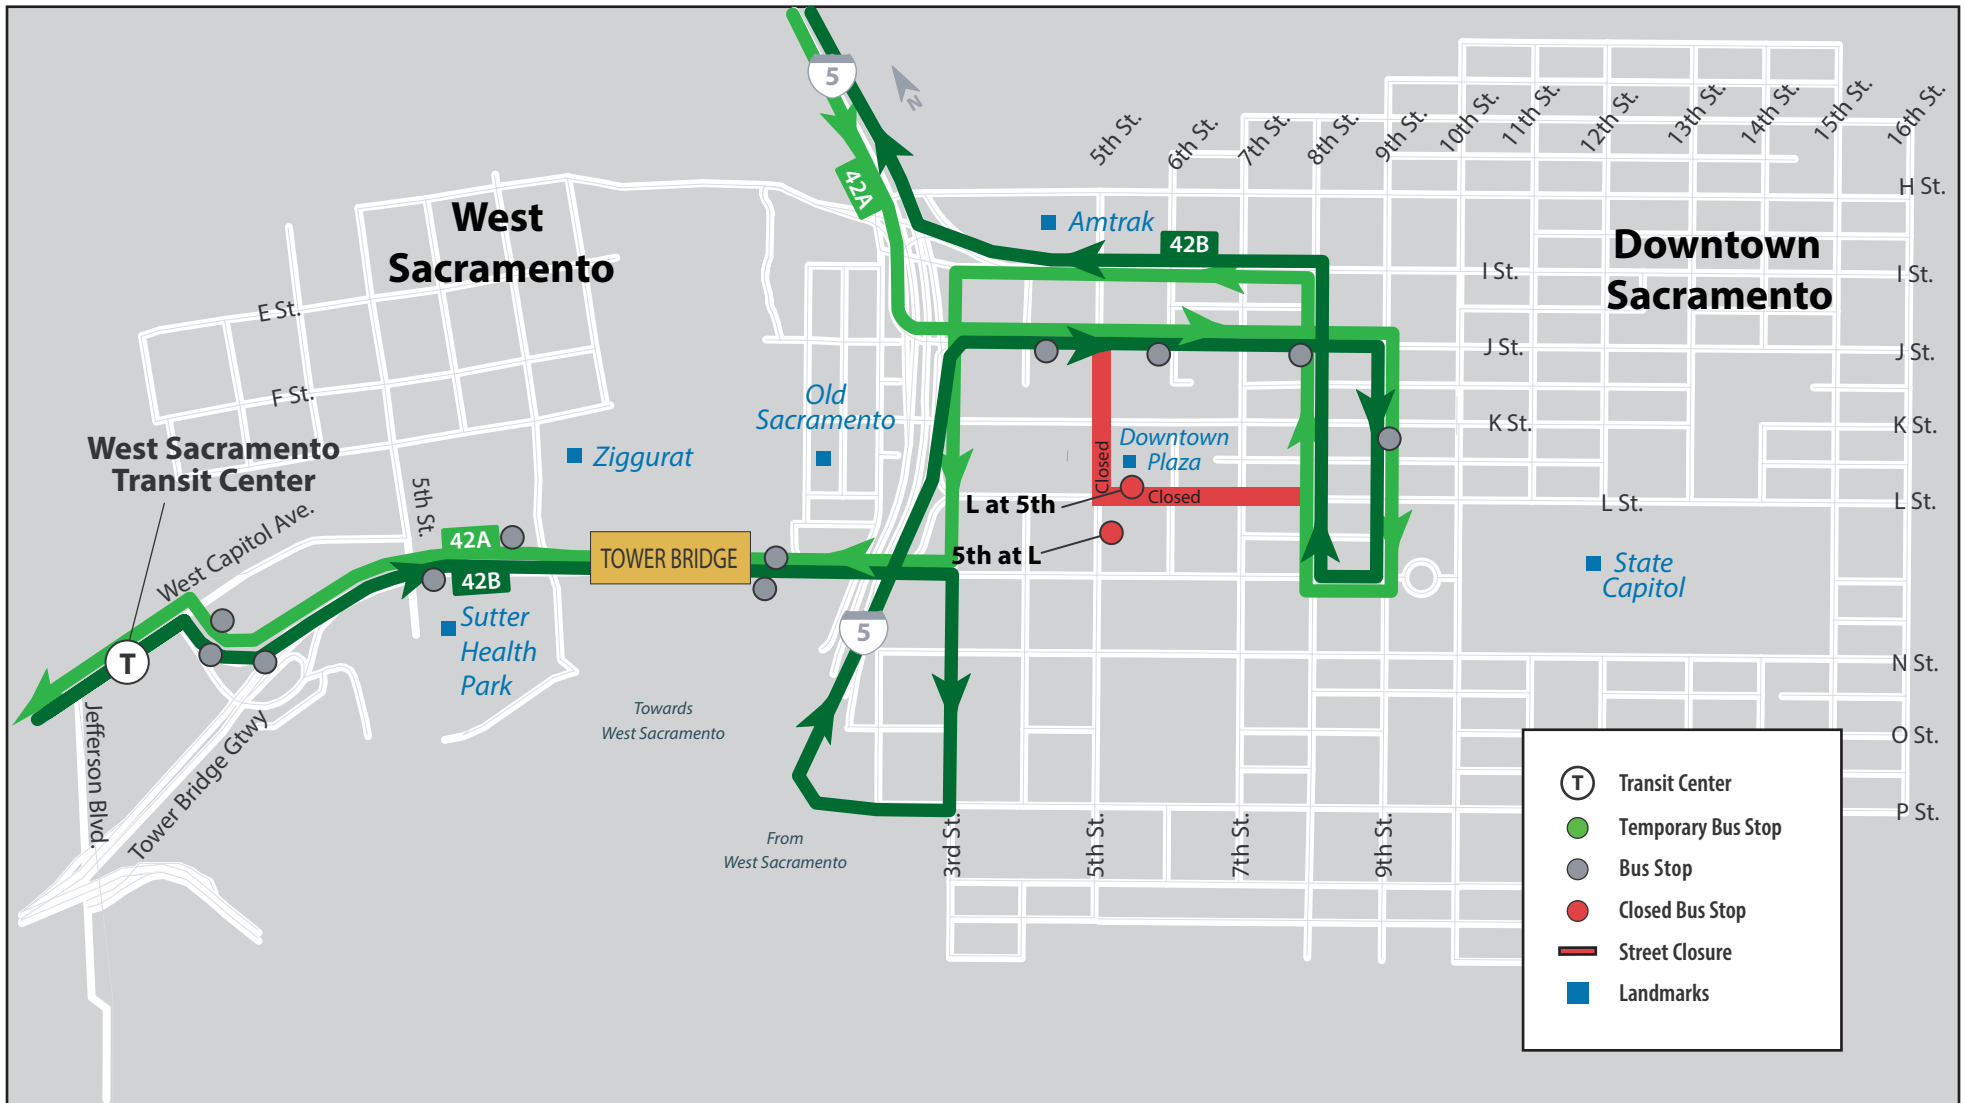 5
N
42A
5th St.
6th St.
7th St.
8th St.
9th St.
10th St.
11th St.
12th St.
13th St.
14th St.
15th St.
16th St.
West
Sacramento
Amtrak
42B
Downtown
Sacramento
H St.
I St.
I St.
E St.
J St.
J St.
F St.
Old
Sacramento
K St.
K St.
West Sacramento
Transit Center
Ziggurat
Downtown
Plaza
Closed
Closed
L at 5th
L St.
L St.
5th St.
West Capitol Ave.
42A
TOWER BRIDGE
5th at L
42B
State
Capitol
Sutter
Health
Park
5
T
N St.
Jefferson Blvd.
Tower Bridge Gtwy
Towards
West Sacramento
O St.
From
West Sacramento
3rd St.
5th St.
7th St.
9th St.
P St.
T Transit Center
Temporary Bus Stop
Bus Stop
Closed Bus Stop
Street Closure
Landmarks